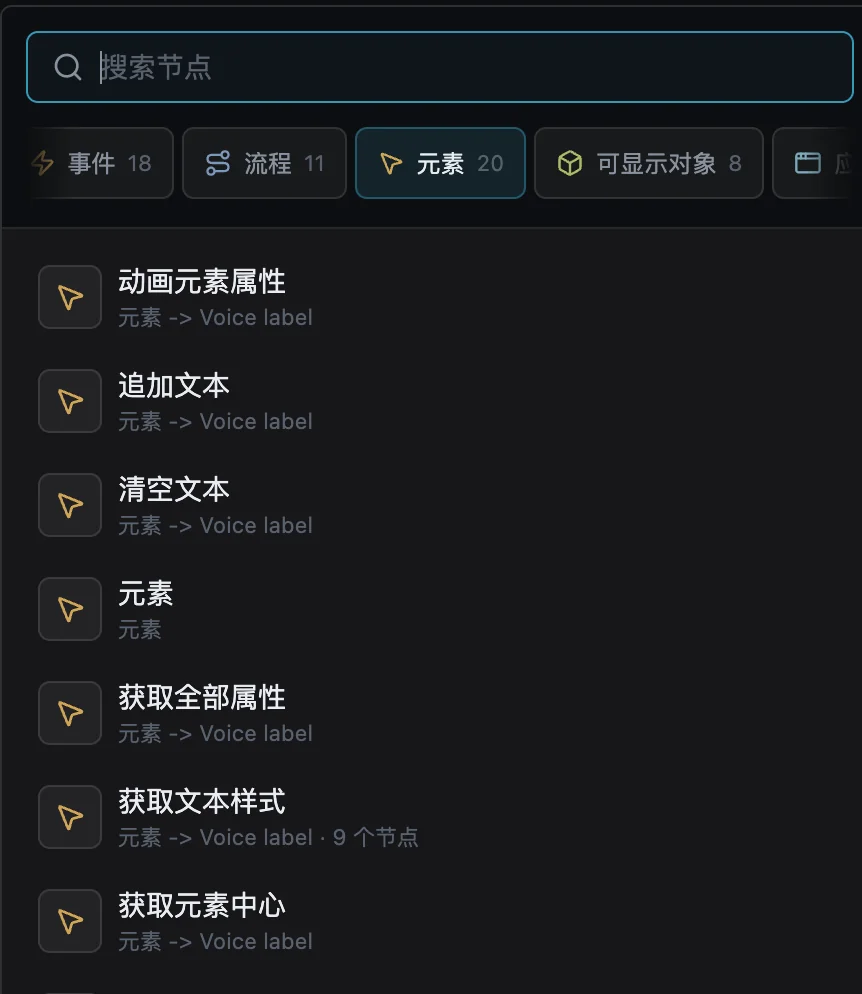 搜索节点
事件 18
流程 11
元素 20
可显示对象 8
动画元素属性
元素 -> Voice label
追加文本
元素 -> Voice label
清空文本
元素 -> Voice label
元素
元素
获取全部属性
元素 -> Voice label
获取文本样式
元素 -> Voice label · 9 个节点
获取元素中心
元素 -> Voice label